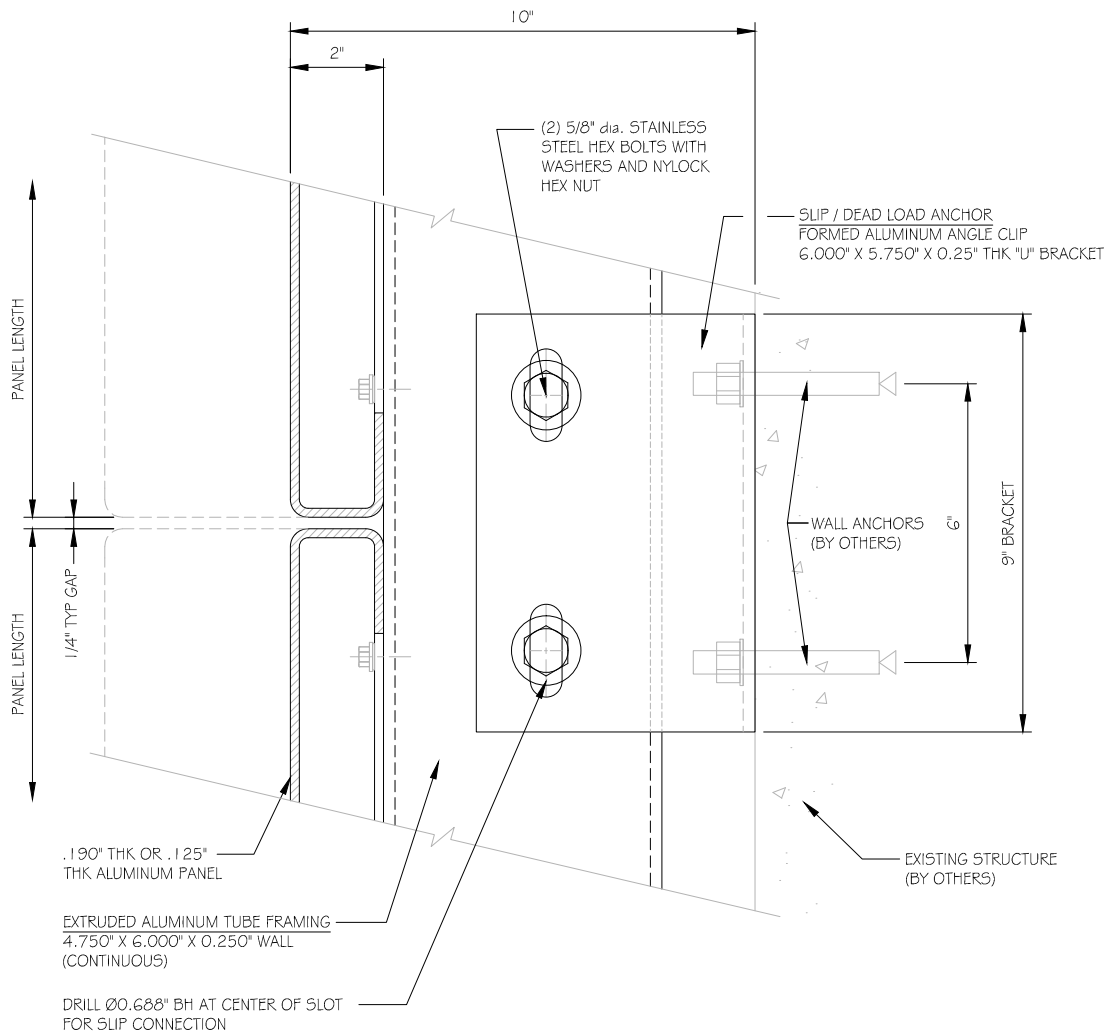 10"
2"
(2) 5/8" dia. STAINLESS
STEEL HEX BOLTS WITH
WASHERS AND NYLOCK
HEX NUT
SLIP / DEAD LOAD ANCHOR
FORMED ALUMINUM ANGLE CLIP
6.000" X 5.750" X 0.25" THK "U" BRACKET
PANEL LENGTH
1/4" TYP GAP
PANEL LENGTH
WALL ANCHORS
(BY OTHERS)
6"
9" BRACKET
.190" THK OR .125"
THK ALUMINUM PANEL
EXISTING STRUCTURE
(BY OTHERS)
EXTRUDED ALUMINUM TUBE FRAMING
4.750" X 6.000" X 0.250" WALL
(CONTINUOUS)
DRILL Ø0.688" BH AT CENTER OF SLOT
FOR SLIP CONNECTION